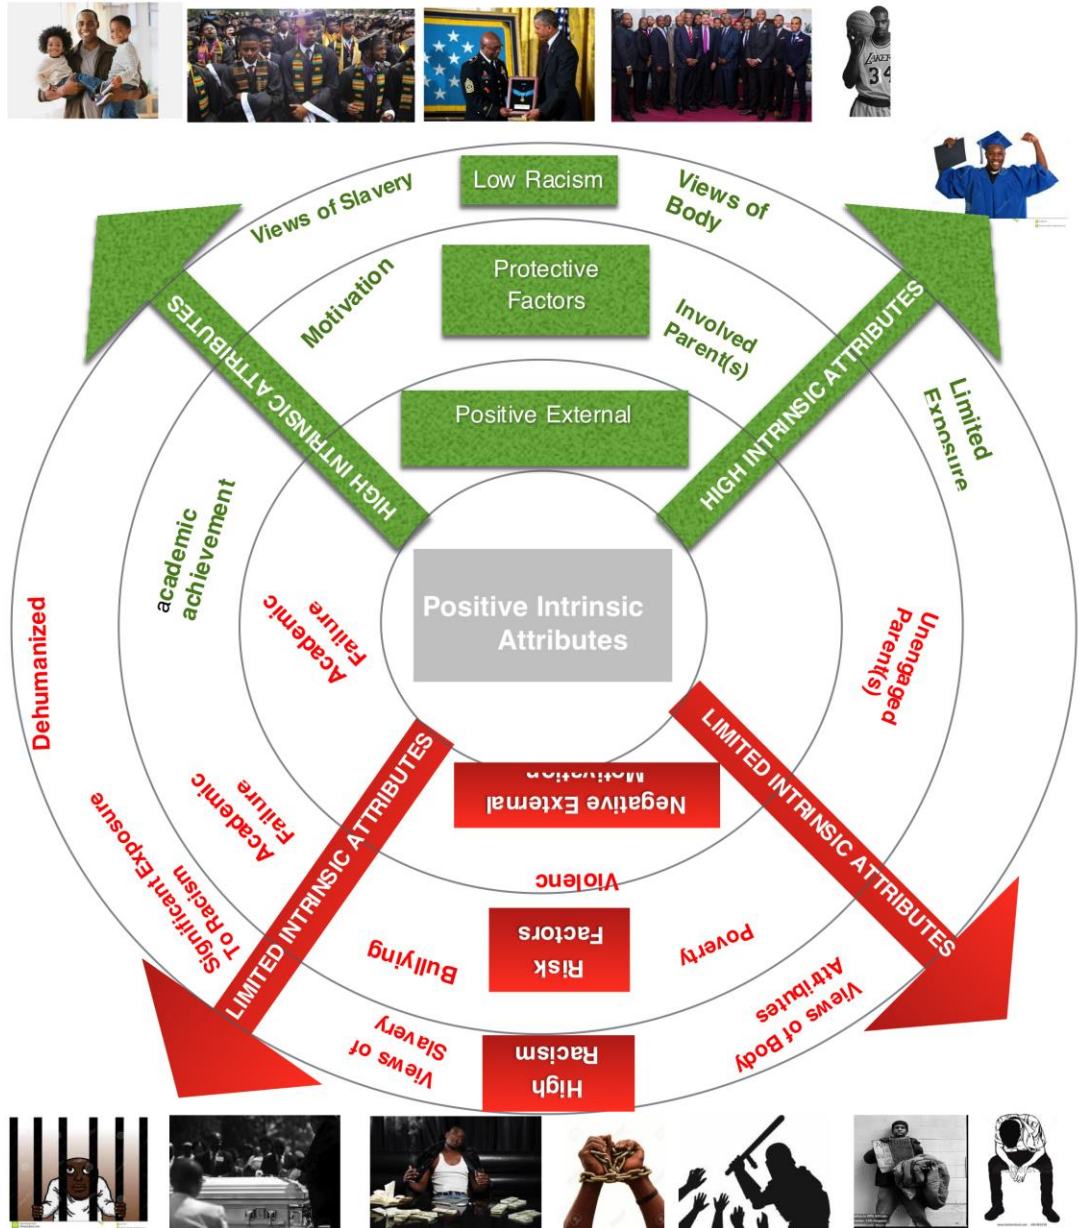 LAKE
34
Low Racism
Views of Slavery
Views of
Body
Protective
Factors
Motivation
Involved
Parent(s)
Positive External
HIGH INTRINSIC ATTRIBUTES
HIGH INTRINSIC ATTRIBUTES
Limited
Exposure
academic
achievement
Positive Intrinsic
Attributes
Academic
Failure
Unengaged
Parent(s)
Dehumanized
LIMITED INTRINSIC ATTRIBUTES
LIMITED INTRINSIC ATTRIBUTES
Negative External
Motivation
Academic
Failure
Significant Exposure
To Racism
Violenc
Risk
Factors
Bullying
Poverty
Views of
Slavery
High
Racism
Views of Body
Attributes